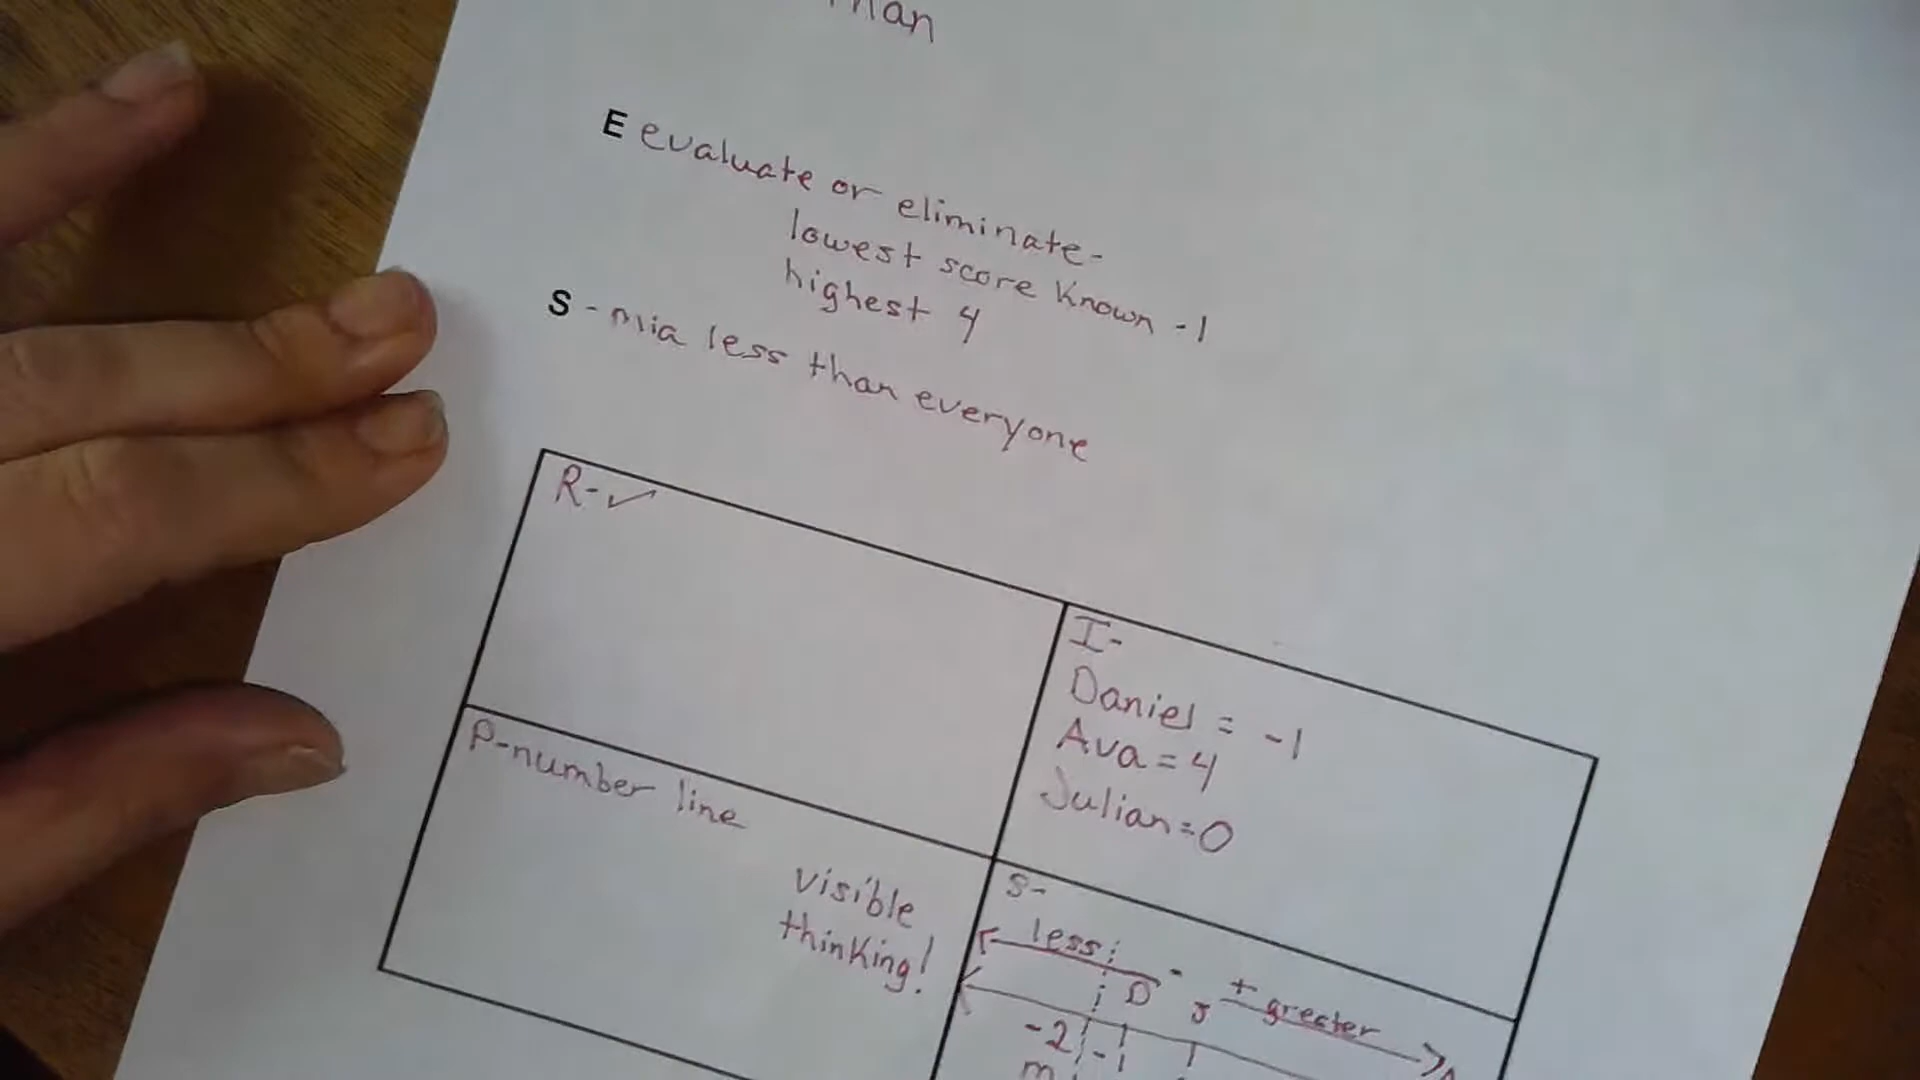 E evaluate or eliminate-
lowest score known -1
highest 4
S - mia less than everyone
R-✓
I-
Daniel = -1
Ava = 4
Julian=0
P-number line
visible
thinking!
S-
less
- + greater
D J
-2 -1
m